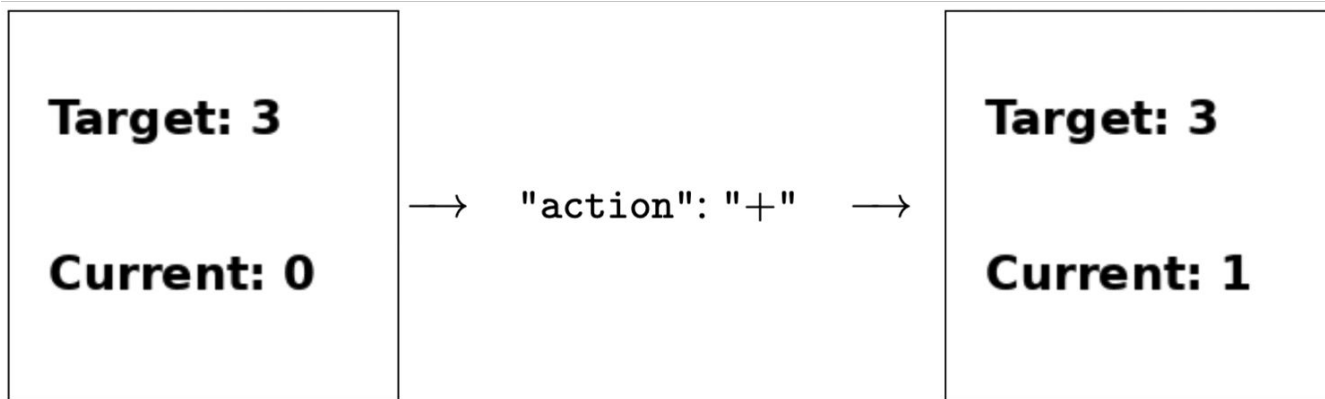 Target: 3
Current: 0
"action": "+"
Target: 3
Current: 1